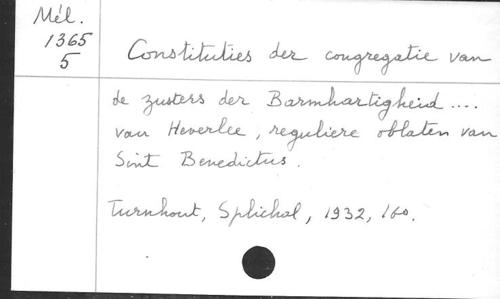 Mél.
1365
5
Constituties der congregatie van
de zusters der Barmhartigheid ....
van Heverlee, reguliere oblaten van
Sint Benedictus.
Turnhout, Splichal, 1932, 16o.